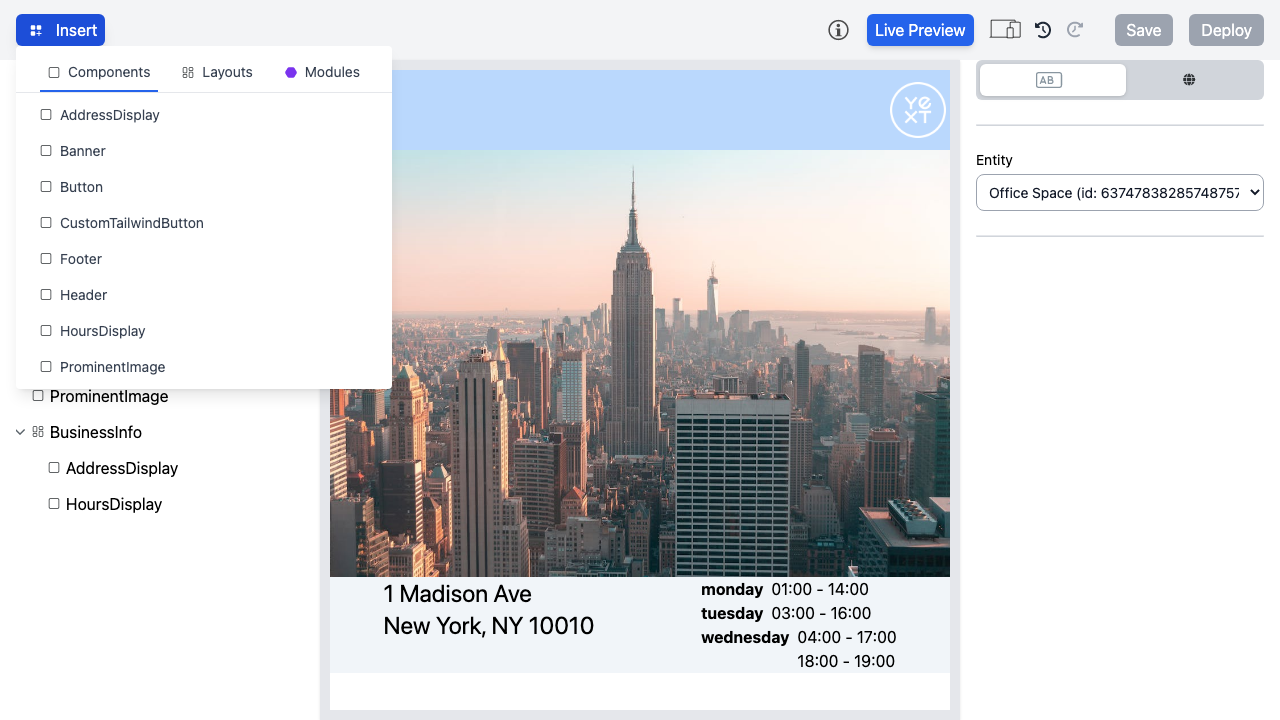 Insert
Live Preview
Save
Deploy
Components
Layouts
Modules
AddressDisplay
Banner
Button
CustomTailwindButton
Footer
Header
HoursDisplay
ProminentImage
ProminentImage
BusinessInfo
AddressDisplay
HoursDisplay
YEXT
1 Madison Ave
New York, NY 10010
monday 01:00 - 14:00
tuesday 03:00 - 16:00
wednesday 04:00 - 17:00
18:00 - 19:00
AB
Entity
Office Space (id: 63747838285748757